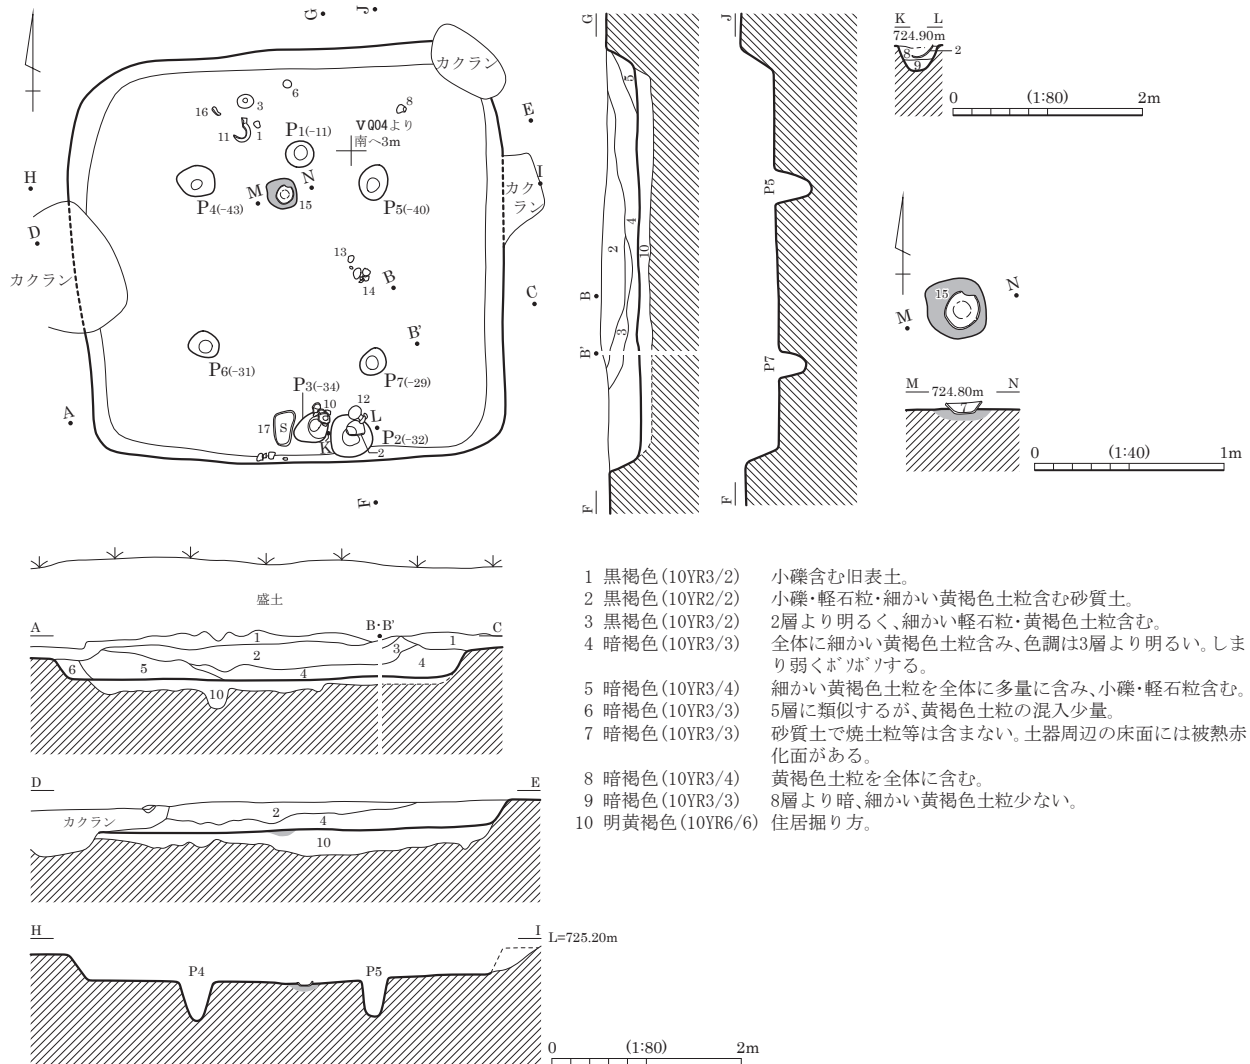 G
J
カクラン
6
3
16
8
1
11
P1(-11)
V Q04より
南へ3m
E
H
M
N
15
P4(-43)
P5(-40)
I
カク
ラン
D
カクラン
13
14
B
C
B'
P6(-31)
P7(-29)
A
P3(-34)
10
12
17
S
L
K
P2(-32)
2
F
G
5
4
2
10
B
3
B'
F
J
P5
P7
F
K L
724.90m
8
2
9
0 (1:80) 2m
15
N
M
M 724.80m N
7
0 (1:40) 1m
盛土
A
B・B'
C
1
1
2
3
6
5
4
4
10
D
E
カクラン
2
4
10
H
I
L=725.20m
P4
P5
0 (1:80) 2m
1 黒褐色(10YR3/2) 小礫含む旧表土。
2 黒褐色(10YR2/2) 小礫・軽石粒・細かい黄褐色土粒含む砂質土。
3 黒褐色(10YR3/2) 2層より明るく、細かい軽石粒・黄褐色土粒含む。
4 暗褐色(10YR3/3) 全体に細かい黄褐色土粒含み、色調は3層より明るい。しま
り弱くボソボソする。
5 暗褐色(10YR3/4) 細かい黄褐色土粒を全体に多量に含み、小礫・軽石粒含む。
6 暗褐色(10YR3/3) 5層に類似するが、黄褐色土粒の混入少量。
7 暗褐色(10YR3/3) 砂質土で焼土粒等は含まない。土器周辺の床面には被熱赤
化面がある。
8 暗褐色(10YR3/4) 黄褐色土粒を全体に含む。
9 暗褐色(10YR3/3) 8層より暗、細かい黄褐色土粒少ない。
10 明黄褐色(10YR6/6) 住居掘り方。